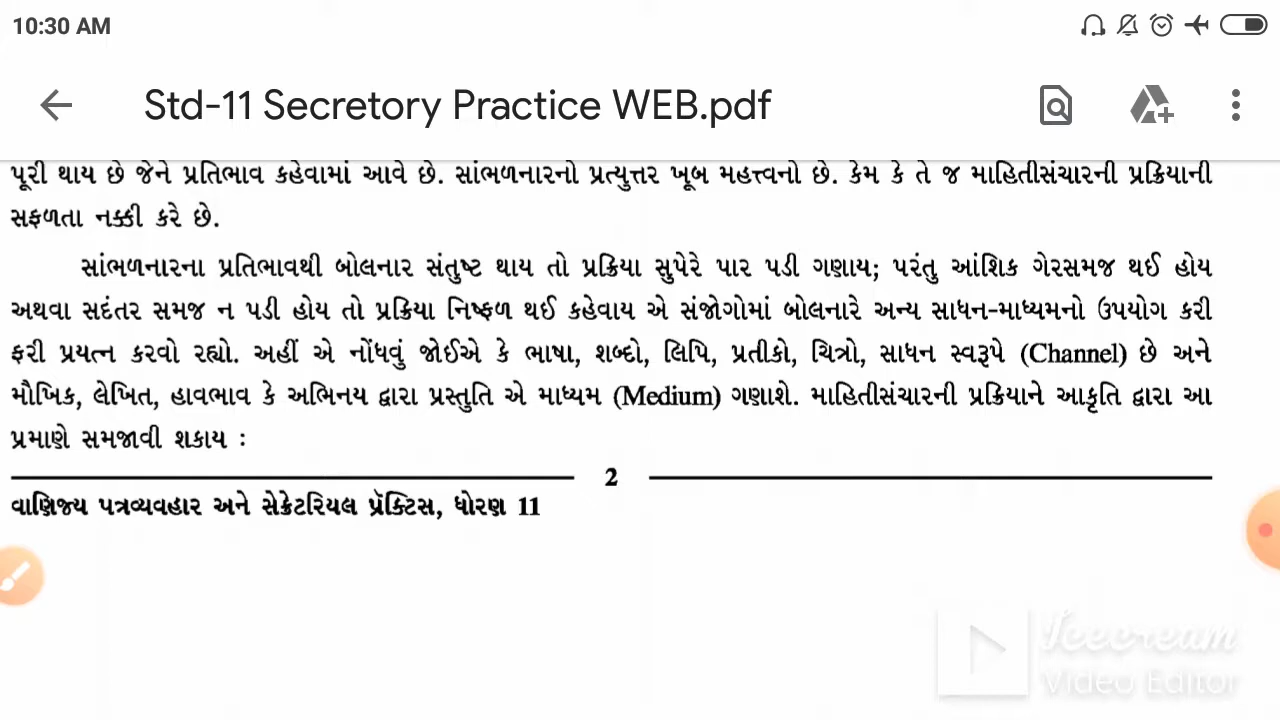 10:30 AM
Std-11 Secretory Practice WEB.pdf
પૂરી થાય છે જેને પ્રતિભાવ કહેવામાં આવે છે. સાંભળનારનો પ્રત્યુત્તર ખૂબ મહત્ત્વનો છે. કેમ કે તે જ માહિતીસંચારની પ્રક્રિયાની
સફળતા નક્કી કરે છે.
સાંભળનારના પ્રતિભાવથી બોલનાર સંતુષ્ટ થાય તો પ્રક્રિયા સુપેરે પાર પડી ગણાય; પરંતુ આંશિક ગેરસમજ થઈ હોય
અથવા સદંતર સમજ ન પડી હોય તો પ્રક્રિયા નિષ્ફળ થઈ કહેવાય એ સંજોગોમાં બોલનારે અન્ય સાધન-માધ્યમનો ઉપયોગ કરી
ફરી પ્રયત્ન કરવો રહ્યો. અહીં એ નોંધવું જોઈએ કે ભાષા, શબ્દો, લિપિ, પ્રતીકો, ચિત્રો, સાધન સ્વરૂપે (Channel) છે અને
મૌખિક, લેખિત, હાવભાવ કે અભિનય દ્વારા પ્રસ્તુતિ એ માધ્યમ (Medium) ગણાશે. માહિતીસંચારની પ્રક્રિયાને આકૃતિ દ્વારા આ
પ્રમાણે સમજાવી શકાય :
2
વાણિજ્ય પત્રવ્યવહાર અને સેક્રેટરિયલ પ્રૅક્ટિસ, ધોરણ 11
Icecream
Video Editor